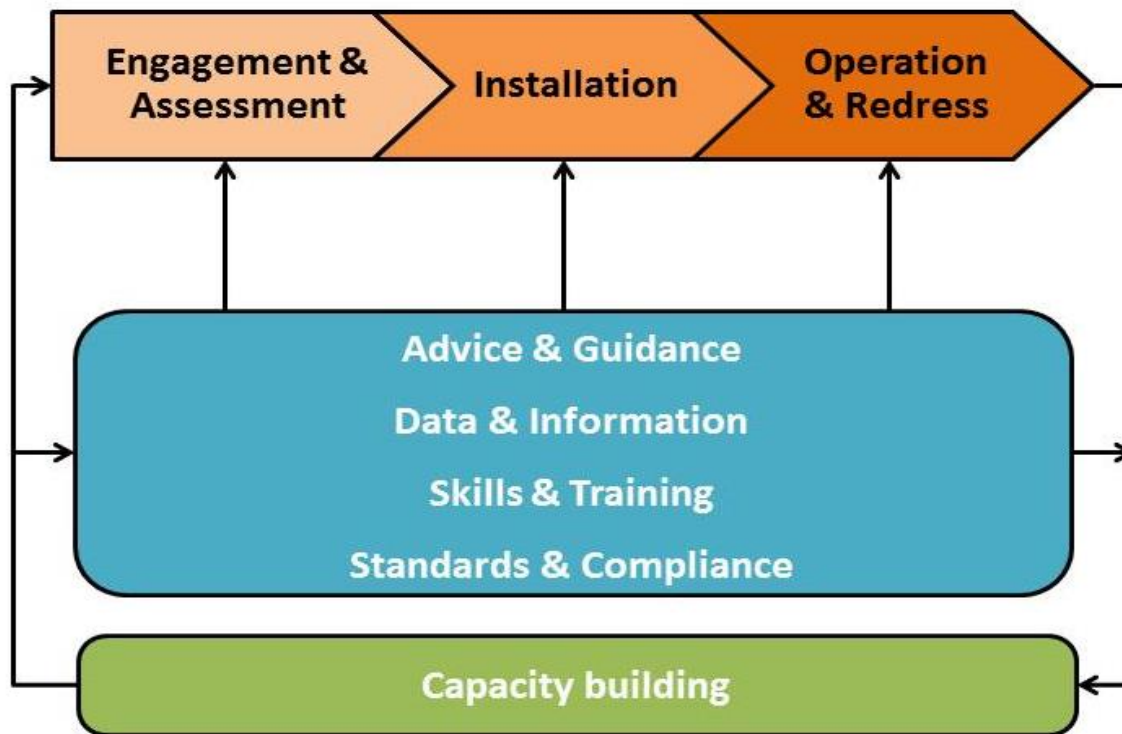 Engagement &
Assessment
Installation
Operation
& Redress
Advice & Guidance
Data & Information
Skills & Training
Standards & Compliance
Capacity building